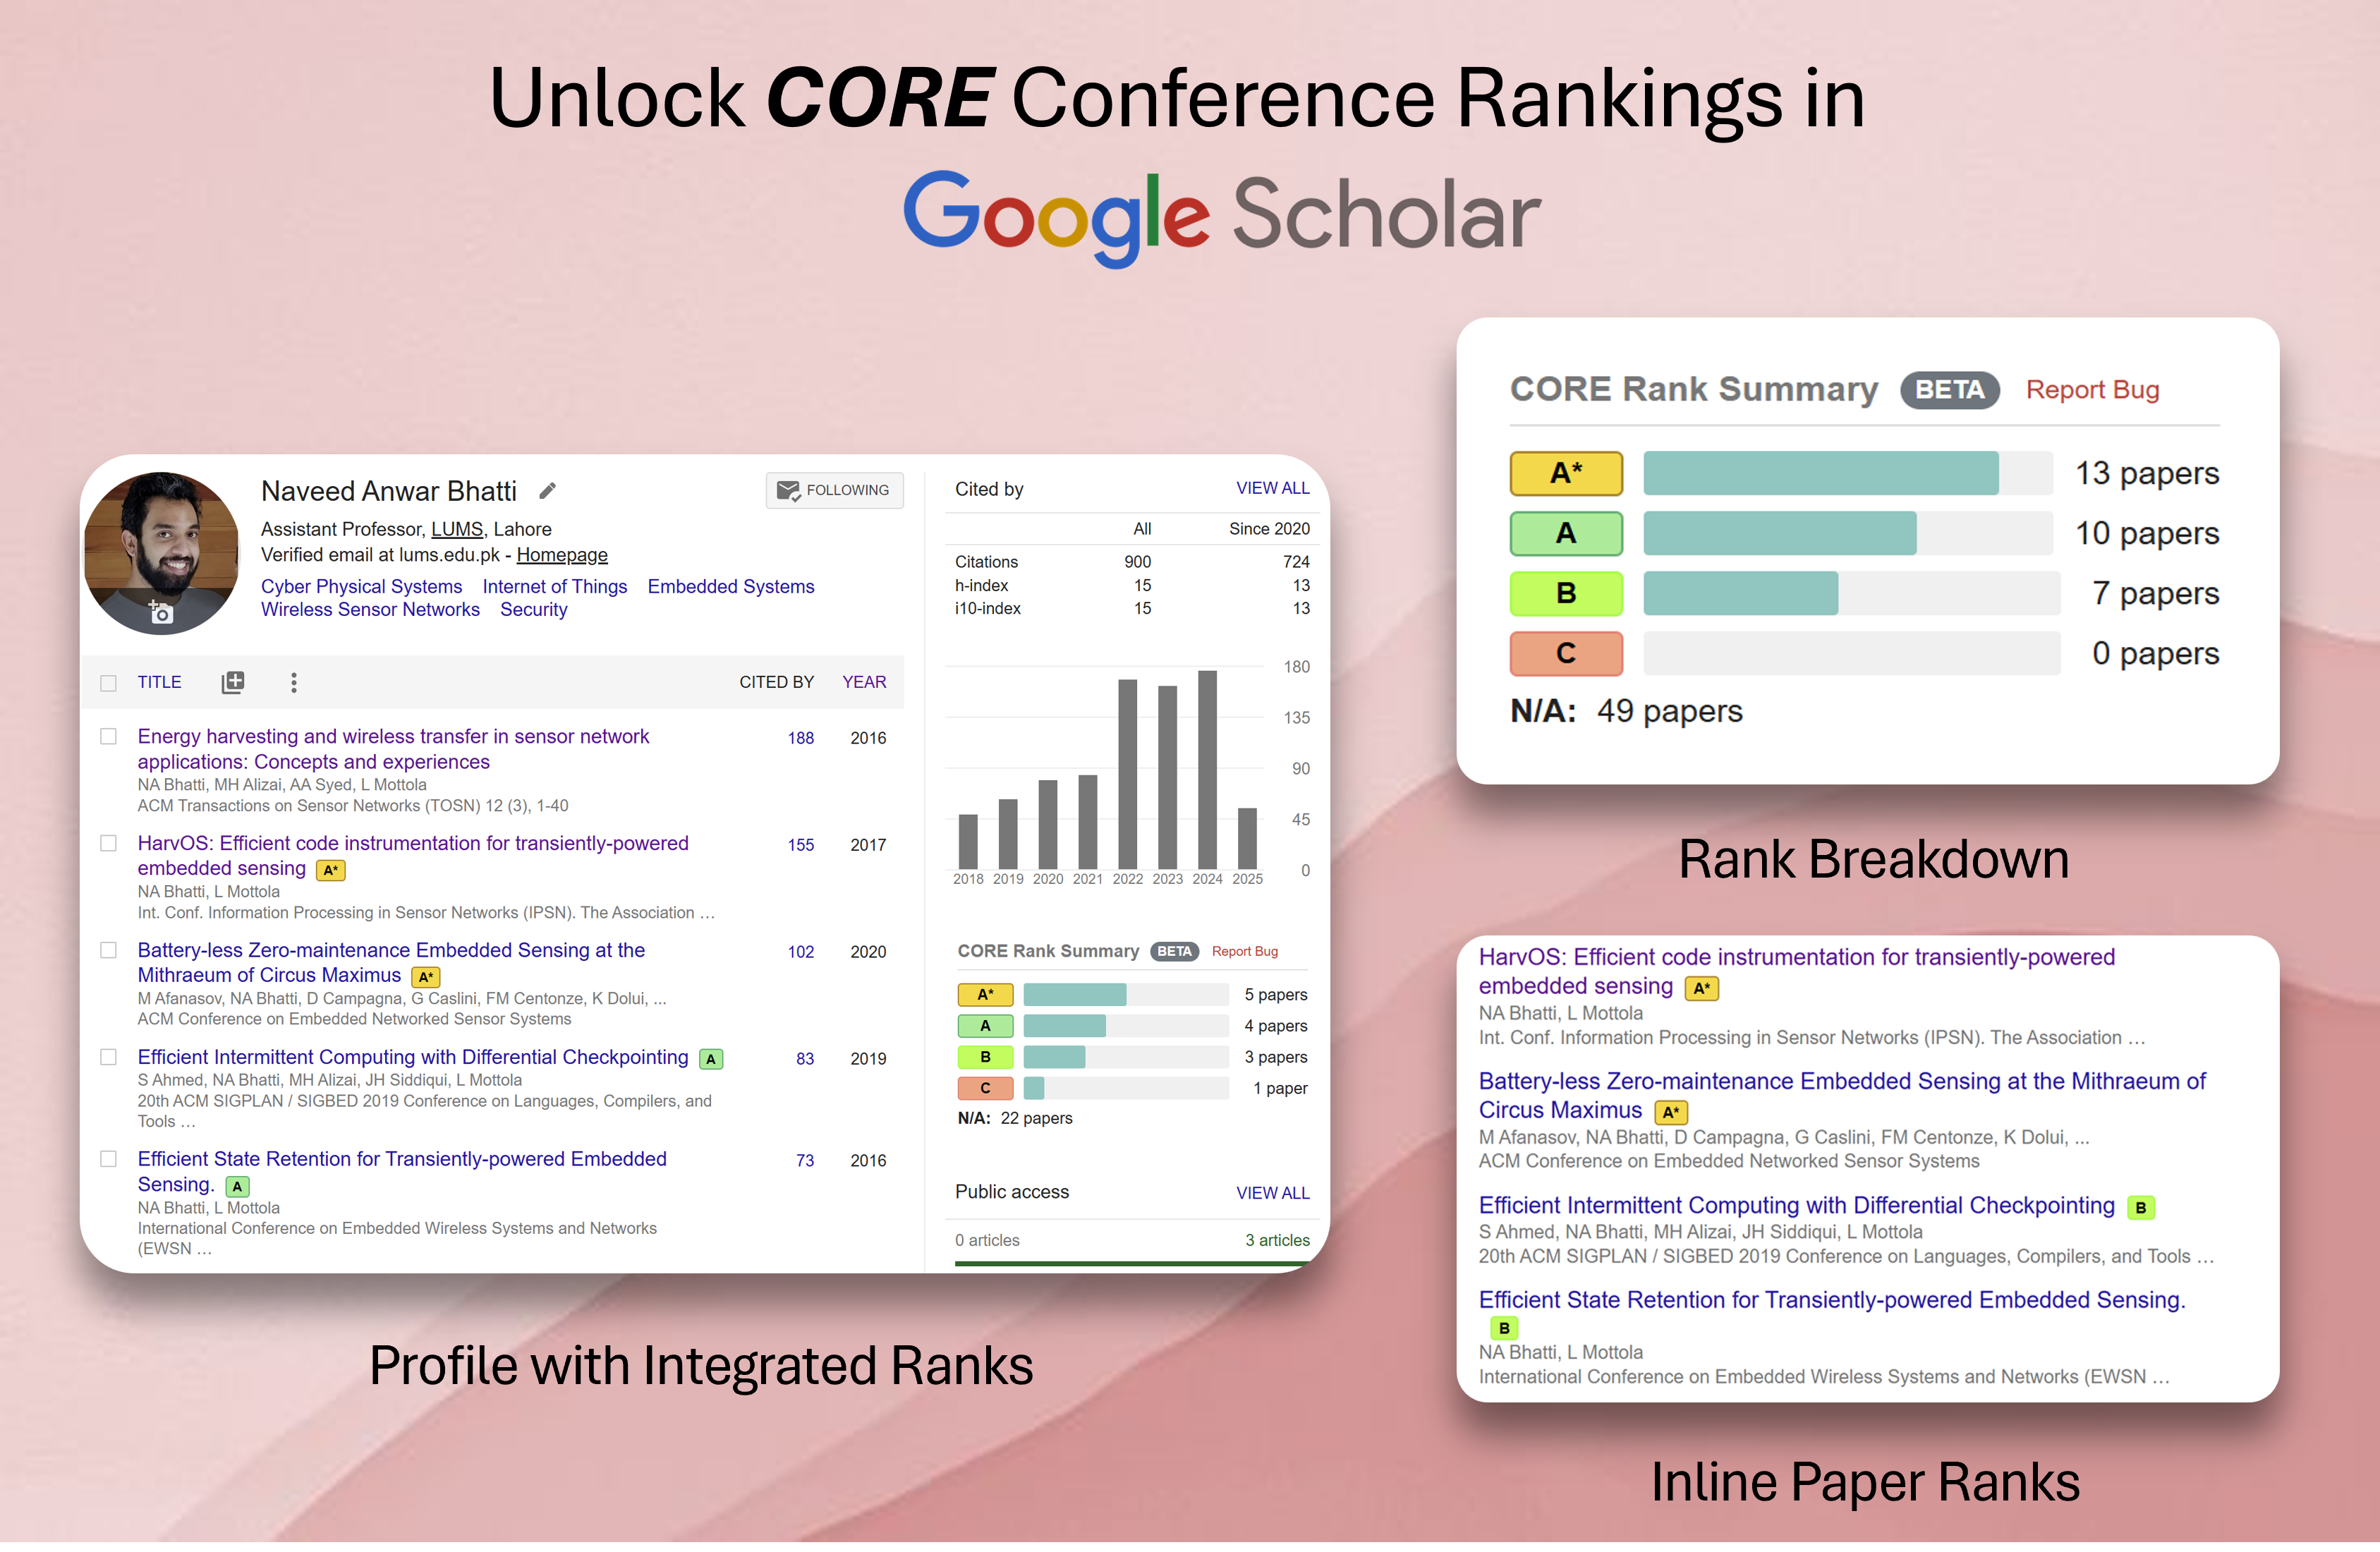 Unlock CORE Conference Rankings in
Google Scholar
Naveed Anwar Bhatti
FOLLOWING
Assistant Professor, LUMS, Lahore
Verified email at lums.edu.pk - Homepage
Cyber Physical Systems Internet of Things Embedded Systems
Wireless Sensor Networks Security
TITLE CITED BY YEAR
Energy harvesting and wireless transfer in sensor network 188 2016
applications: Concepts and experiences
NA Bhatti, MH Alizai, AA Syed, L Mottola
ACM Transactions on Sensor Networks (TOSN) 12 (3), 1-40
HarvOS: Efficient code instrumentation for transiently-powered 155 2017
embedded sensing A*
NA Bhatti, L Mottola
Int. Conf. Information Processing in Sensor Networks (IPSN). The Association ...
Battery-less Zero-maintenance Embedded Sensing at the 102 2020
Mithraeum of Circus Maximus A*
M Afanasov, NA Bhatti, D Campagna, G Caslini, FM Centonze, K Dolui, ...
ACM Conference on Embedded Networked Sensor Systems
Efficient Intermittent Computing with Differential Checkpointing A 83 2019
S Ahmed, NA Bhatti, MH Alizai, JH Siddiqui, L Mottola
20th ACM SIGPLAN / SIGBED 2019 Conference on Languages, Compilers, and
Tools ...
Efficient State Retention for Transiently-powered Embedded 73 2016
Sensing. A
NA Bhatti, L Mottola
International Conference on Embedded Wireless Systems and Networks
(EWSN ...
Cited by VIEW ALL
All Since 2020
Citations 900 724
h-index 15 13
i10-index 15 13
180
135
90
45
0
2018 2019 2020 2021 2022 2023 2024 2025
CORE Rank Summary BETA Report Bug
A* 5 papers
A 4 papers
B 3 papers
C 1 paper
N/A: 22 papers
Public access VIEW ALL
0 articles 3 articles
Profile with Integrated Ranks
CORE Rank Summary BETA Report Bug
A* 13 papers
A 10 papers
B 7 papers
C 0 papers
N/A: 49 papers
Rank Breakdown
HarvOS: Efficient code instrumentation for transiently-powered
embedded sensing A*
NA Bhatti, L Mottola
Int. Conf. Information Processing in Sensor Networks (IPSN). The Association ...
Battery-less Zero-maintenance Embedded Sensing at the Mithraeum of
Circus Maximus A*
M Afanasov, NA Bhatti, D Campagna, G Caslini, FM Centonze, K Dolui, ...
ACM Conference on Embedded Networked Sensor Systems
Efficient Intermittent Computing with Differential Checkpointing B
S Ahmed, NA Bhatti, MH Alizai, JH Siddiqui, L Mottola
20th ACM SIGPLAN / SIGBED 2019 Conference on Languages, Compilers, and Tools ...
Efficient State Retention for Transiently-powered Embedded Sensing.
B
NA Bhatti, L Mottola
International Conference on Embedded Wireless Systems and Networks (EWSN ...
Inline Paper Ranks